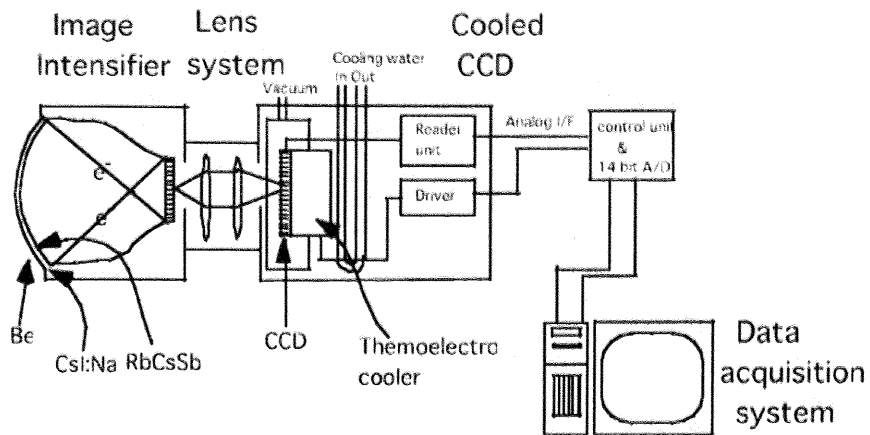 Image
Intensifier
Lens
system
Cooled
CCD
Cooling water
In Out
Vacuum
Reader
unit
Analog I/F
control unit
&
14 bit A/D
Driver
e-
e
Be
CsI:Na
RbCsSb
CCD
Themoelectro
cooler
Data
acquisition
system